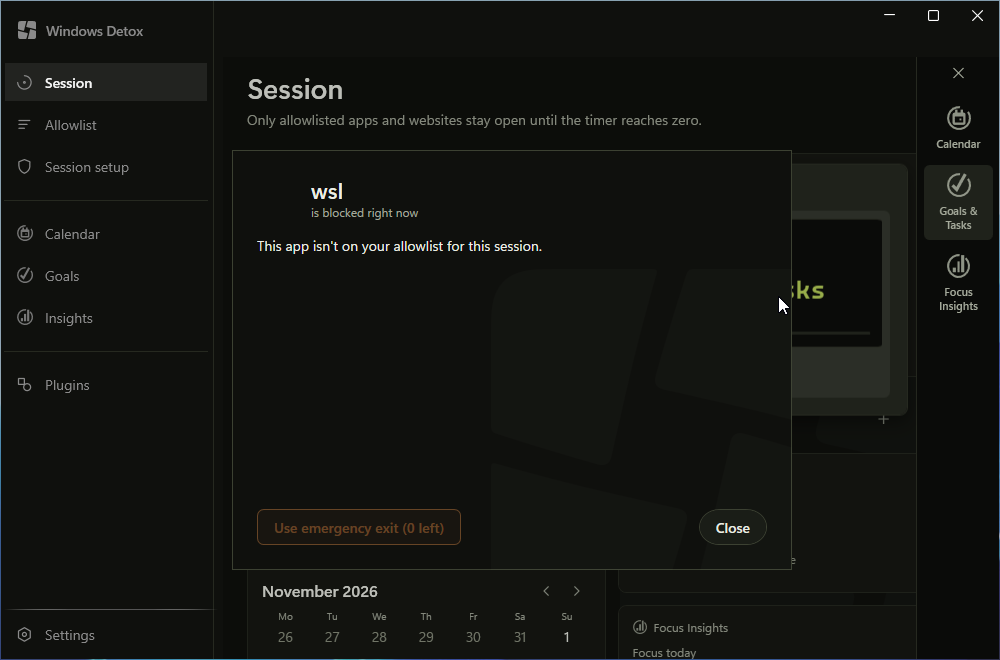 Windows Detox
Session
Allowlist
Session setup
Calendar
Goals
Insights
Plugins
Settings
Session
Only allowlisted apps and websites stay open until the timer reaches zero.
wsl
is blocked right now
This app isn't on your allowlist for this session.
Use emergency exit (0 left)
Close
November 2026
Mo Tu We Th Fr Sa Su
26 27 28 29 30 31 1
Focus Insights
Focus today
Calendar
Goals &
Tasks
Focus
Insights